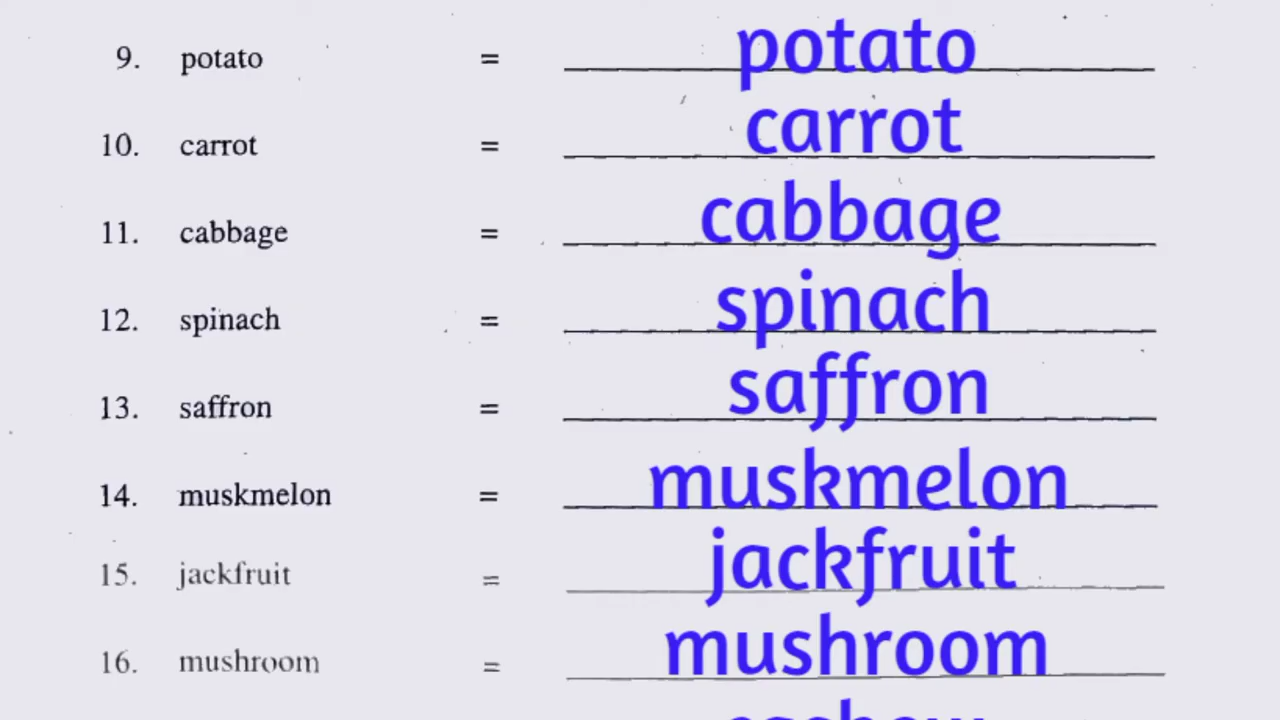 9. potato = potato
10. carrot = carrot
11. cabbage = cabbage
12. spinach = spinach
13. saffron = saffron
14. muskmelon = muskmelon
15. jackfruit = jackfruit
16. mushroom = mushroom